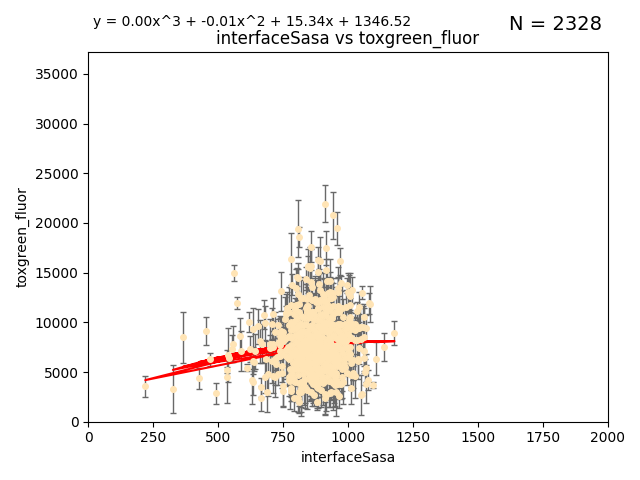 y = 0.00x^3 + -0.01x^2 + 15.34x + 1346.52
N = 2328
interfaceSasa vs toxgreen_fluor
35000
30000
25000
20000
15000
10000
5000
0
toxgreen_fluor
0 250 500 750 1000 1250 1500 1750 2000
interfaceSasa